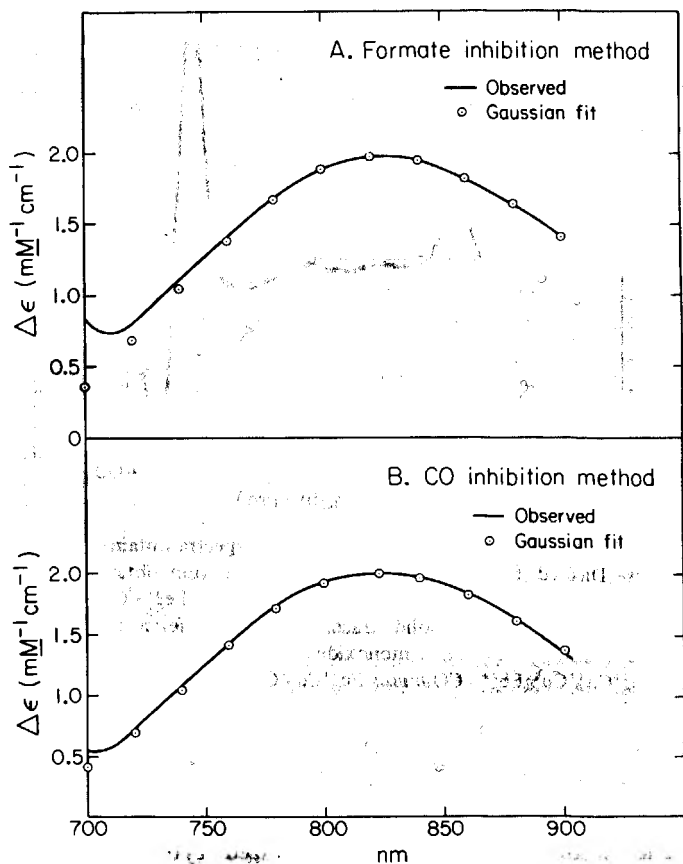 A. Formate inhibition method
— Observed
⊙ Gaussian fit
Δε (mM⁻¹cm⁻¹)
2.0
1.5
1.0
0.5
0
B. CO inhibition method
— Observed
⊙ Gaussian fit
Δε (mM⁻¹cm⁻¹)
2.0
1.5
1.0
0.5
700
750
800
850
900
nm